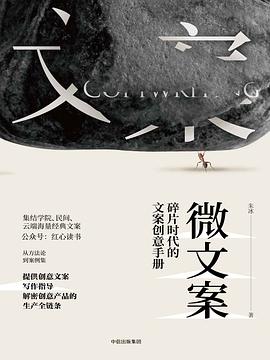 文案
COPYWRITING
朱冰 著
微文案
碎片时代的
文案创意手册
集结学院、民间、
云端海量经典文案
公众号：红心读书
从方法论
到案例集
提供创意文案
写作指导
解密创意产品的
生产全链条
中信出版集团